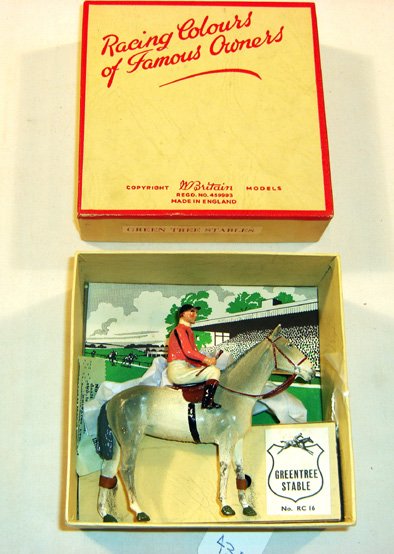 Racing Colours
of Famous Owners
COPYRIGHT W Britain MODELS
REGD. No. 459993
MADE IN ENGLAND
GREEN TREE STABLES
GREENTREE
STABLE
No. RC 16
42